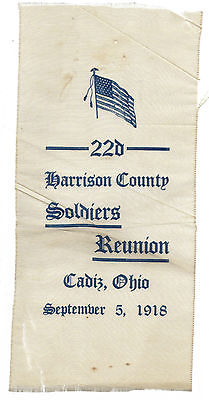 22d
Harrison County
Soldiers
Reunion
Cadiz, Ohio
September 5, 1918